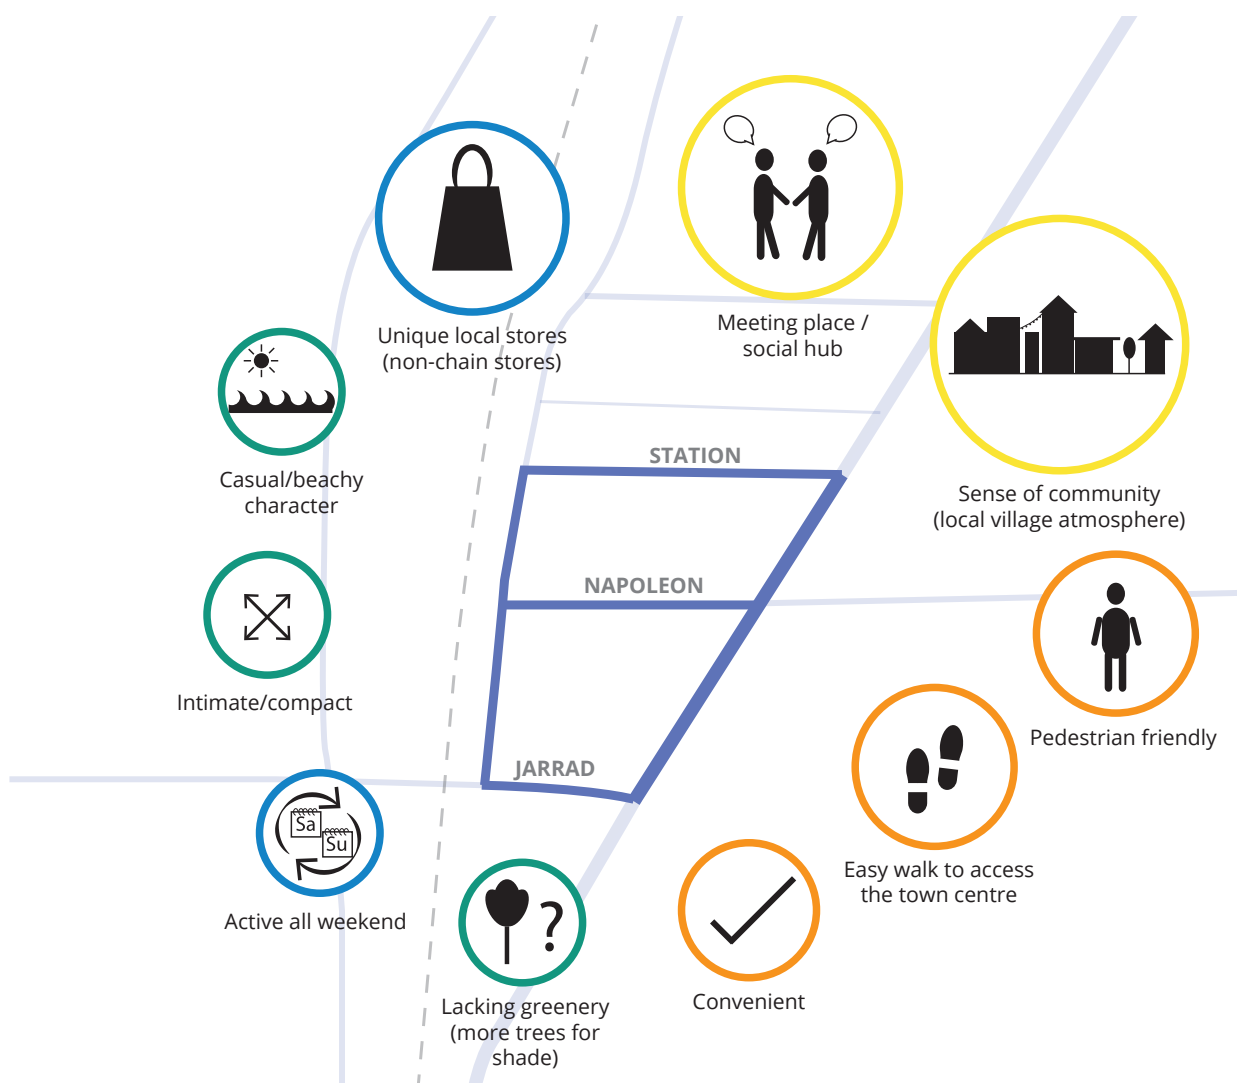 Unique local stores
(non-chain stores)
Meeting place /
social hub
Casual/beachy
character
STATION
Sense of community
(local village atmosphere)
NAPOLEON
Intimate/compact
Pedestrian friendly
JARRAD
Sa
Su
Active all weekend
Easy walk to access
the town centre
?
Lacking greenery
(more trees for
shade)
Convenient